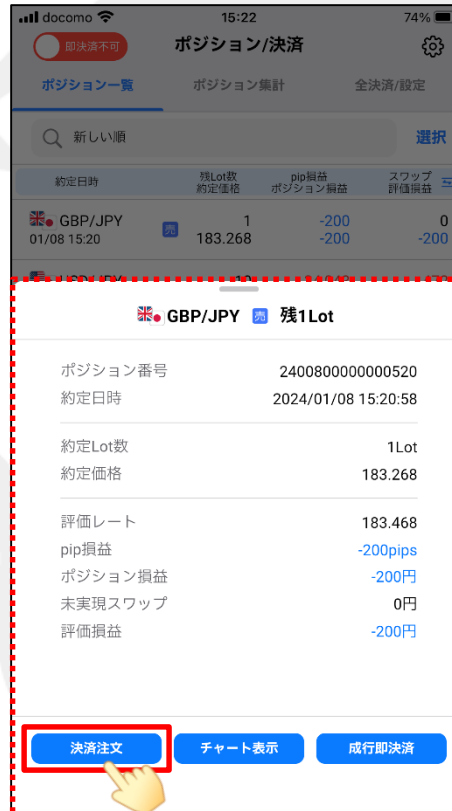 docomo 15:22 74%
即決済不可 ポジション/決済
ポジション一覧 ポジション集計 全決済/設定
新しい順 選択
約定日時 残Lot数 約定価格 pip損益 ポジション損益 スワップ 評価損益
GBP/JPY 売 1 -200 0
01/08 15:20 183.268 -200 -200
GBP/JPY 売 残1Lot
ポジション番号 2400800000000520
約定日時 2024/01/08 15:20:58
約定Lot数 1Lot
約定価格 183.268
評価レート 183.468
pip損益 -200pips
ポジション損益 -200円
未実現スワップ 0円
評価損益 -200円
決済注文 チャート表示 成行即決済